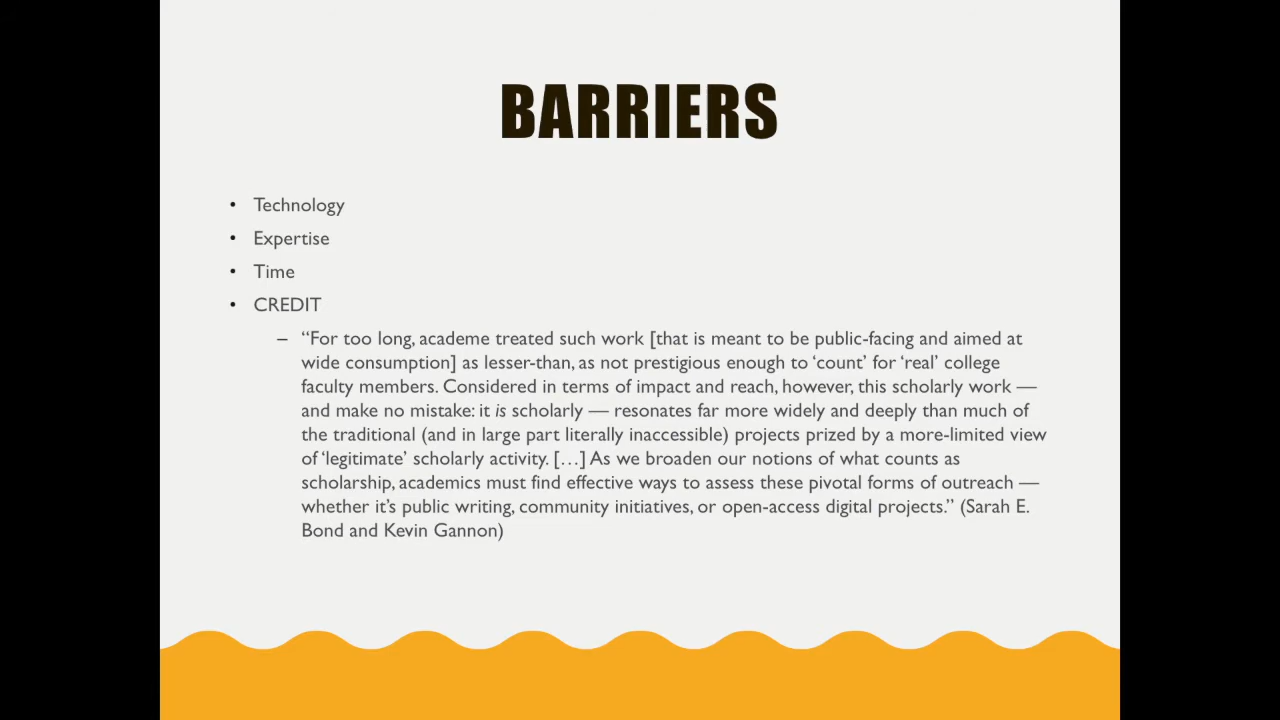 BARRIERS
• Technology
• Expertise
• Time
• CREDIT
– “For too long, academe treated such work [that is meant to be public-facing and aimed at
wide consumption] as lesser-than, as not prestigious enough to ‘count’ for ‘real’ college
faculty members. Considered in terms of impact and reach, however, this scholarly work —
and make no mistake: it is scholarly — resonates far more widely and deeply than much of
the traditional (and in large part literally inaccessible) projects prized by a more-limited view
of ‘legitimate’ scholarly activity. […] As we broaden our notions of what counts as
scholarship, academics must find effective ways to assess these pivotal forms of outreach —
whether it’s public writing, community initiatives, or open-access digital projects.” (Sarah E.
Bond and Kevin Gannon)